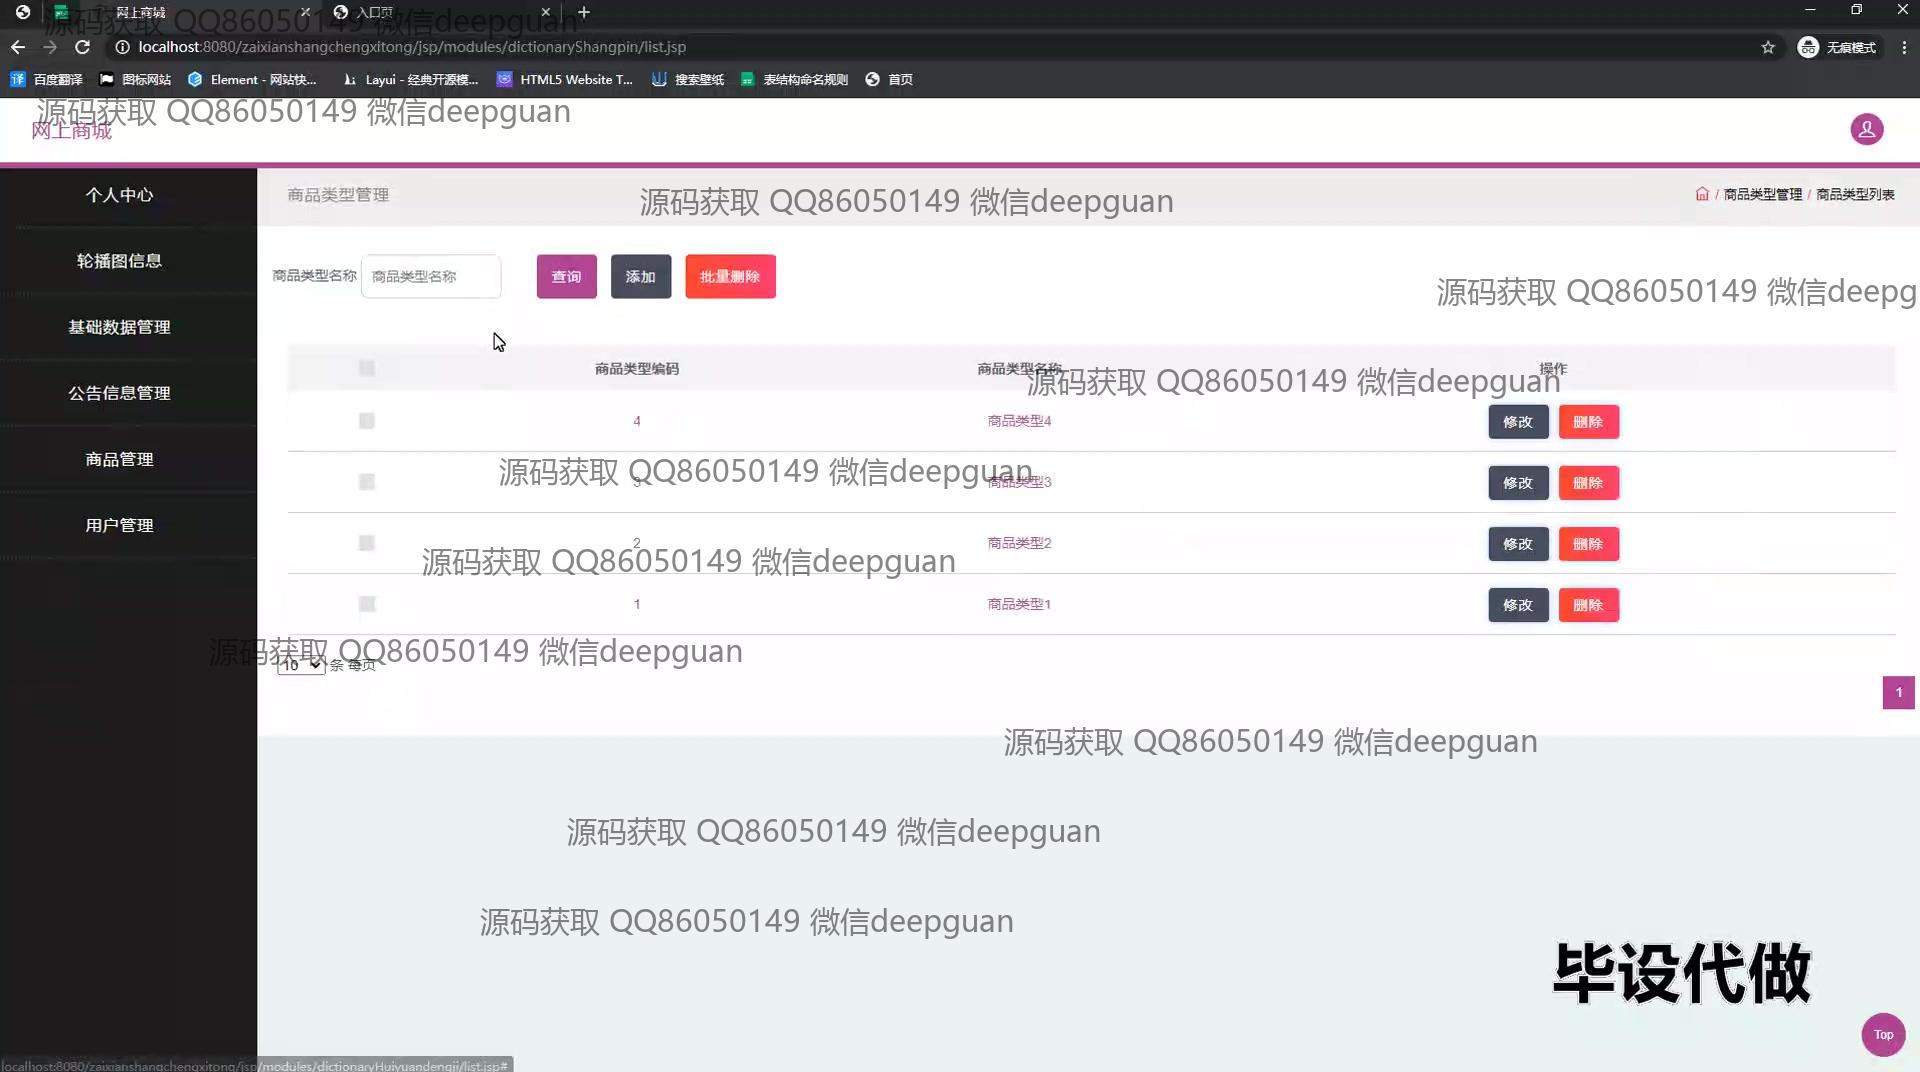 网上商城
入口页
源码获取 QQ86050149 微信deepguan
localhost:8080/zaixianshangchengxitong/jsp/modules/dictionaryShangpin/list.jsp
无痕模式
百度翻译
图标网站
Element - 网站快...
Layui - 经典开源模...
HTML5 Website T...
搜索壁纸
表结构命名规则
首页
源码获取 QQ86050149 微信deepguan
网上商城
个人中心
商品类型管理
源码获取 QQ86050149 微信deepguan
/ 商品类型管理 / 商品类型列表
轮播图信息
商品类型名称
商品类型名称
查询
添加
批量删除
源码获取 QQ86050149 微信deepg
基础数据管理
商品类型编码
商品类型名称
操作
源码获取 QQ86050149 微信deepguan
公告信息管理
4
商品类型4
修改
删除
商品管理
源码获取 QQ86050149 微信deepguan
3
商品类型3
修改
删除
用户管理
2
商品类型2
修改
删除
源码获取 QQ86050149 微信deepguan
1
商品类型1
修改
删除
源码获取 QQ86050149 微信deepguan
10
条 每页
1
源码获取 QQ86050149 微信deepguan
源码获取 QQ86050149 微信deepguan
源码获取 QQ86050149 微信deepguan
毕设代做
Top
localhost:8080/zaixianshangchengxitong/jsp/modules/dictionaryHuiyuandengji/list.jsp#